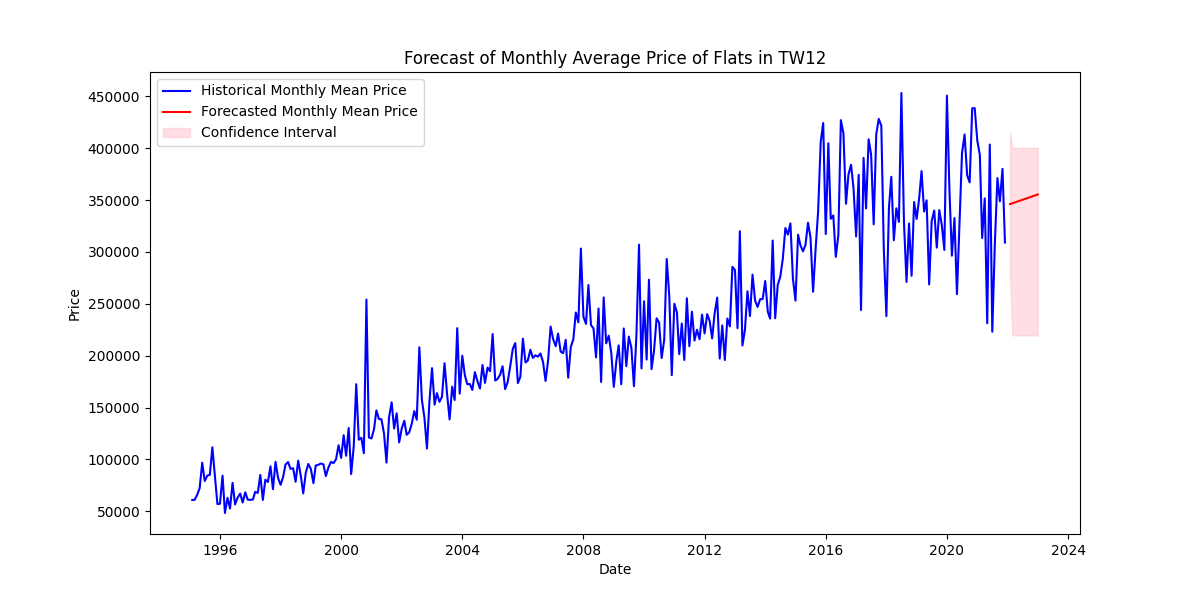 Forecast of Monthly Average Price of Flats in TW12
Historical Monthly Mean Price
Forecasted Monthly Mean Price
Confidence Interval
450000
400000
350000
300000
250000
200000
150000
100000
50000
Price
1996 2000 2004 2008 2012 2016 2020 2024
Date